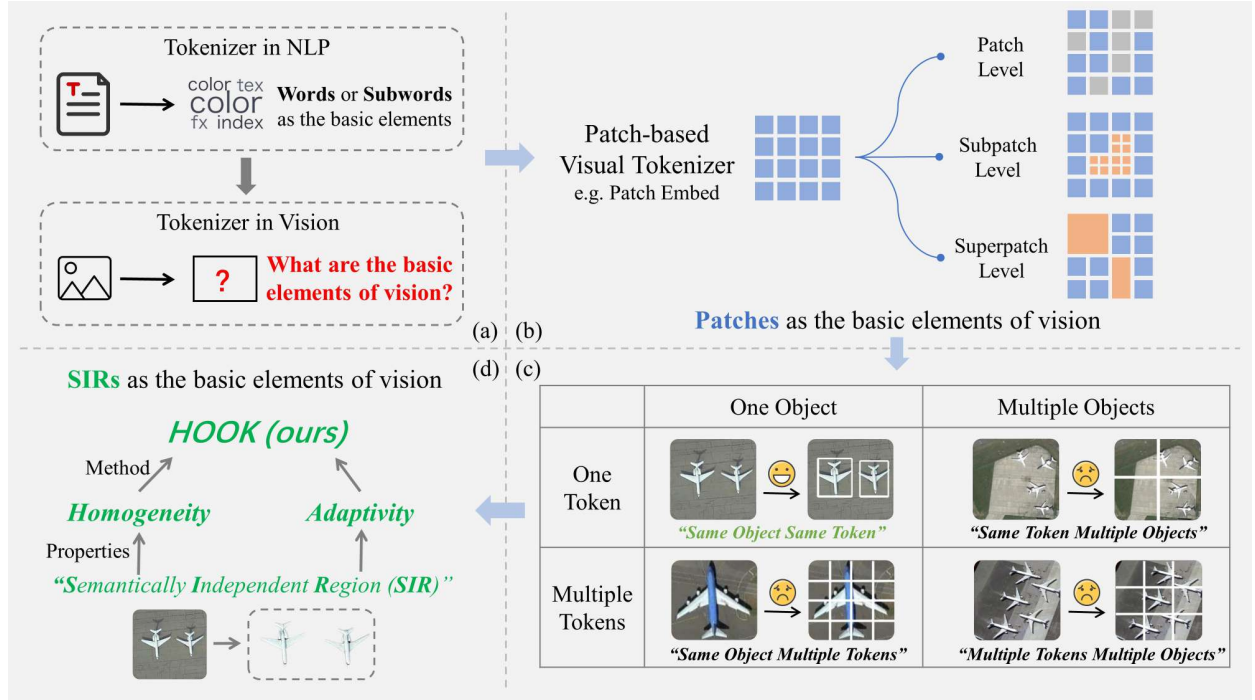 Tokenizer in NLP
T
color tex
color
fx index
Words or Subwords
as the basic elements
Tokenizer in Vision
?
What are the basic
elements of vision?
(a)
(b)
Patch-based
Visual Tokenizer
e.g. Patch Embed
Patch
Level
Subpatch
Level
Superpatch
Level
Patches as the basic elements of vision
(c)
One Object
Multiple Objects
One
Token
"Same Object Same Token"
"Same Token Multiple Objects"
Multiple
Tokens
"Same Object Multiple Tokens"
"Multiple Tokens Multiple Objects"
(d)
SIRs as the basic elements of vision
HOOK (ours)
Method
Homogeneity
Adaptivity
Properties
"Semantically Independent Region (SIR)"